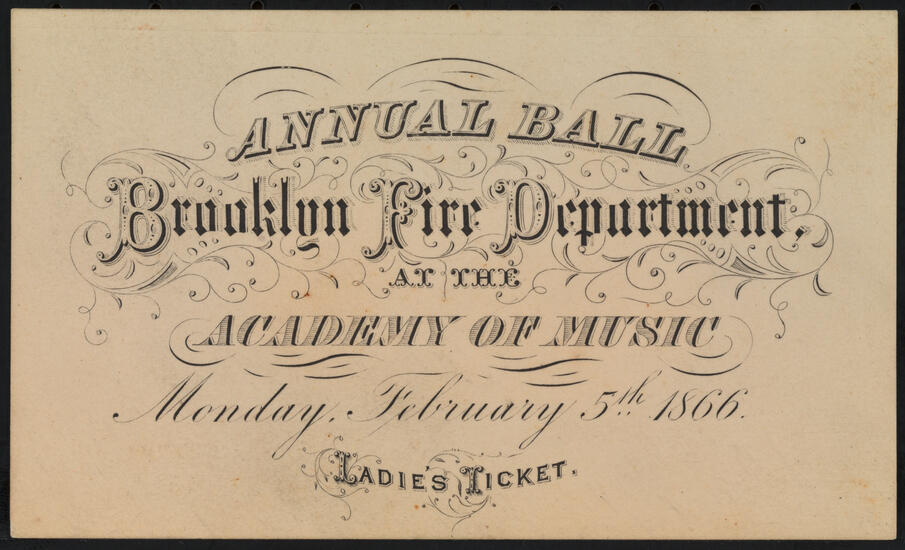 ANNUAL BALL
Brooklyn Fire Department,
AT THE
ACADEMY OF MUSIC
Monday, February 5th 1866.
LADIE'S TICKET.